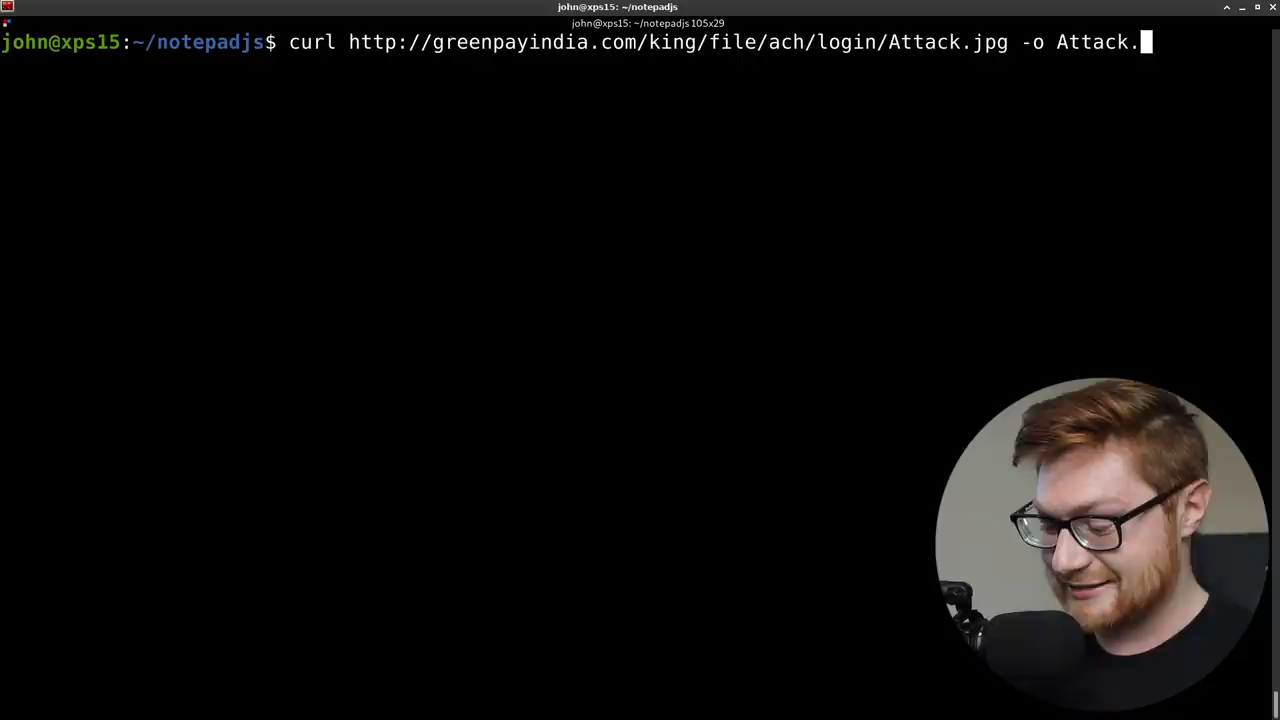 john@xps15: ~/notepadjs
john@xps15: ~/notepadjs 105x29
john@xps15:~/notepadjs$ curl http://greenpayindia.com/king/file/ach/login/Attack.jpg -o Attack.